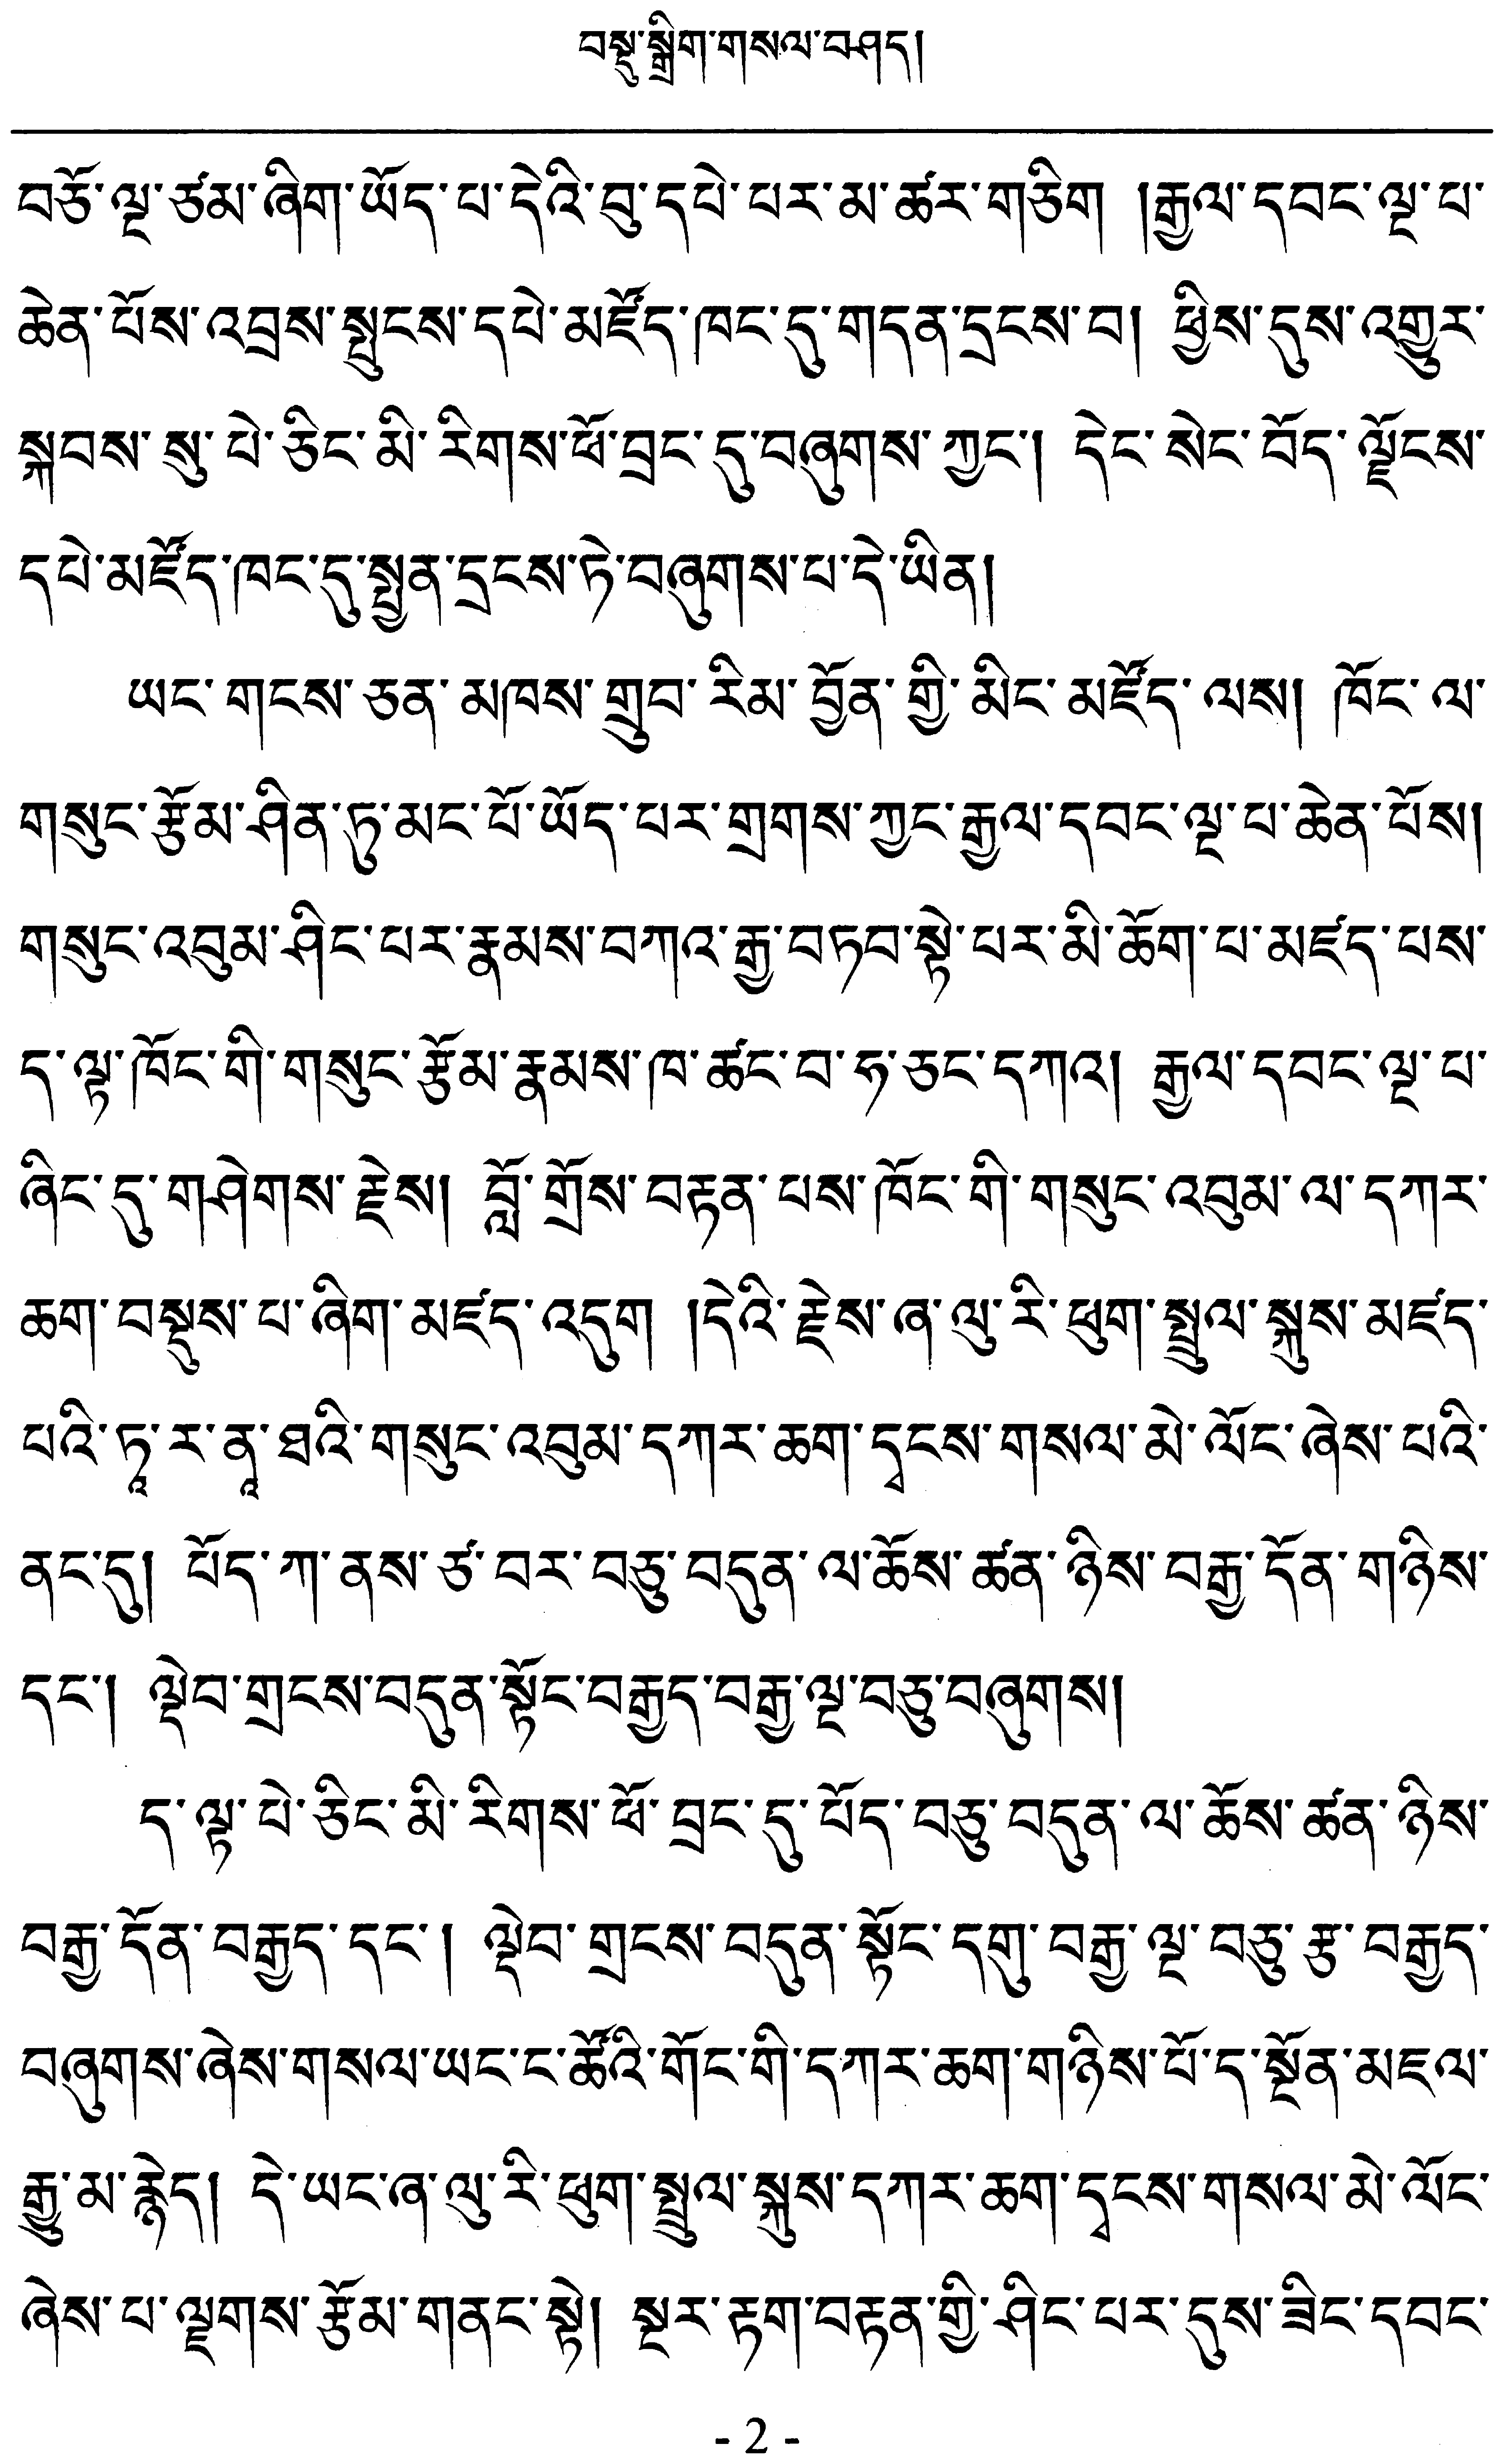 བསྡུ་སྒྲིག་གསལ་བཤད།
བཅོ་ལྔ་ཙམ་ཞིག་ཡོད་པ་དེའི་བུ་དཔེ་པར་མ་ཚར་གཅིག །རྒྱལ་དབང་ལྔ་པ་
ཆེན་པོས་འབྲས་སྤུངས་དཔེ་མཛོད་ཁང་དུ་གདན་དྲངས་བ། ཕྱིས་དུས་འགྱུར་
སྐབས་སུ་པེ་ཅིང་མི་རིགས་ཕོ་བྲང་དུ་བཞུགས་ཀྱང་། དེང་སེང་བོད་ལྗོངས་
དཔེ་མཛོད་ཁང་དུ་སྤྱན་དྲངས་ཏེ་བཞུགས་པ་དེ་ཡིན།
ཡང་གངས་ཅན་མཁས་གྲུབ་རིམ་བྱོན་གྱི་མིང་མཛོད་ལས། ཁོང་ལ་
གསུང་རྩོམ་ཤིན་ཏུ་མང་པོ་ཡོད་པར་གྲགས་ཀྱང་རྒྱལ་དབང་ལྔ་པ་ཆེན་པོས།
གསུང་འབུམ་ཤིང་པར་རྣམས་བཀའ་རྒྱ་བཏབ་སྟེ་པར་མི་ཆོག་པ་མཛད་པས་
ད་ལྟ་ཁོང་གི་གསུང་རྩོམ་རྣམས་ཁ་ཚང་བ་ཧ་ཅང་དཀའ། རྒྱལ་དབང་ལྔ་པ་
ཞིང་དུ་གཤེགས་རྗེས། བློ་གྲོས་བརྟན་པས་ཁོང་གི་གསུང་འབུམ་ལ་དཀར་
ཆག་བསྡུས་པ་ཞིག་མཛད་འདུག །དེའི་རྗེས་ཞ་ལུ་རི་ཕུག་སྤྲུལ་སྐུས་མཛད་
པའི་ཏཱ་ར་ནཱ་ཐའི་གསུང་འབུམ་དཀར་ཆག་དྭངས་གསལ་མེ་ལོང་ཞེས་པའི་
ནང་དུ། པོད་ཀ་ནས་ཙ་བར་བཅུ་བདུན་ལ་ཆོས་ཚན་ཉིས་བརྒྱ་དོན་གཉིས་
དང་། ལྡེབ་གྲངས་བདུན་སྟོང་བརྒྱད་བརྒྱ་ལྔ་བཅུ་བཞུགས།
ད་ལྟ་པེ་ཅིང་མི་རིགས་ཕོ་བྲང་དུ་པོད་བཅུ་བདུན་ལ་ཆོས་ཚན་ཉིས་
བརྒྱ་དོན་བརྒྱད་དང་། ལྡེབ་གྲངས་བདུན་སྟོང་དགུ་བརྒྱ་ལྔ་བཅུ་རྩ་བརྒྱད་
བཞུགས་ཞེས་གསལ་ཡང་ང་ཚོའི་གོང་གི་དཀར་ཆག་གཉིས་པོ་ད་སྔོན་མཇལ་
རྒྱུ་མ་རྙེད། དེ་ཡང་ཞ་ལུ་རི་ཕུག་སྤྲུལ་སྐུས་དཀར་ཆག་དྭངས་གསལ་མེ་ལོང་
ཞེས་པ་ལྗགས་རྩོམ་གནང་སྟེ། སྔར་རྟག་བརྟན་གྱི་ཤིང་པར་དུས་ཟིང་དབང་
- 2 -